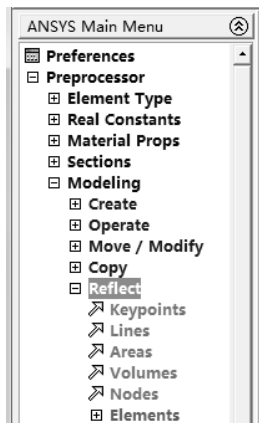 ANSYS Main Menu
Preferences
Preprocessor
Element Type
Real Constants
Material Props
Sections
Modeling
Create
Operate
Move / Modify
Copy
Reflect
Keypoints
Lines
Areas
Volumes
Nodes
Elements